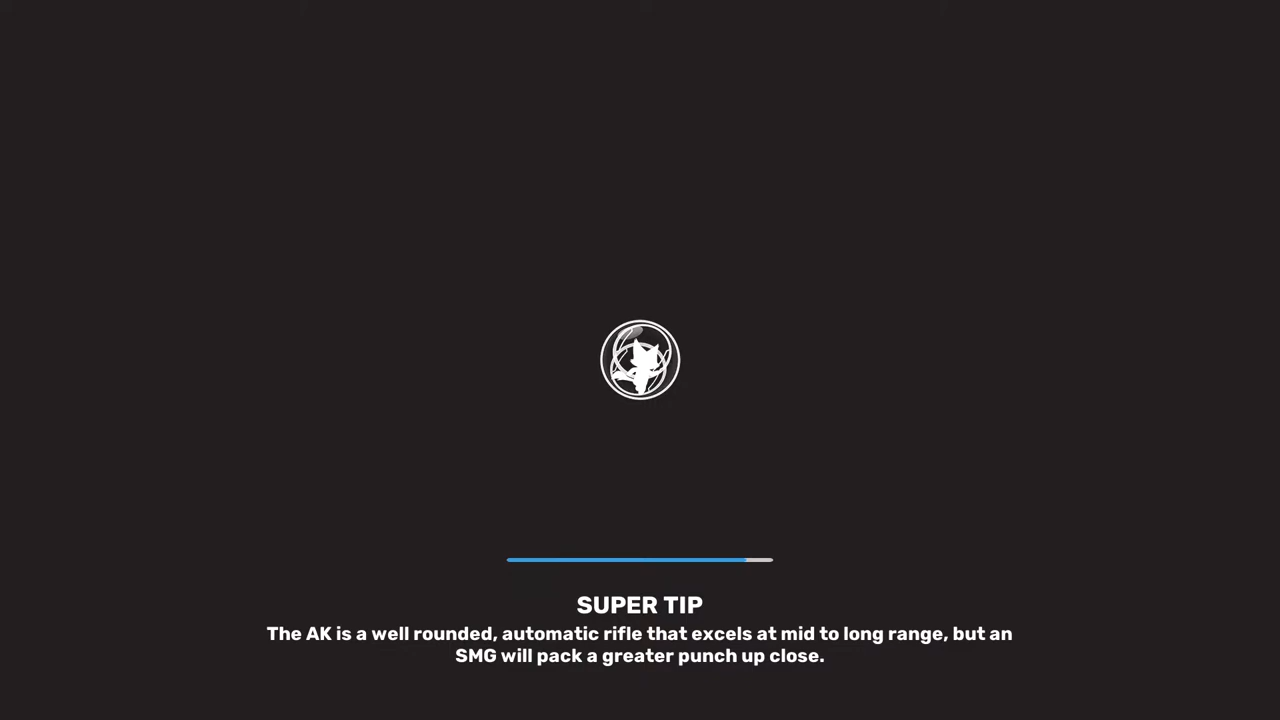 SUPER TIP
The AK is a well rounded, automatic rifle that excels at mid to long range, but an
SMG will pack a greater punch up close.